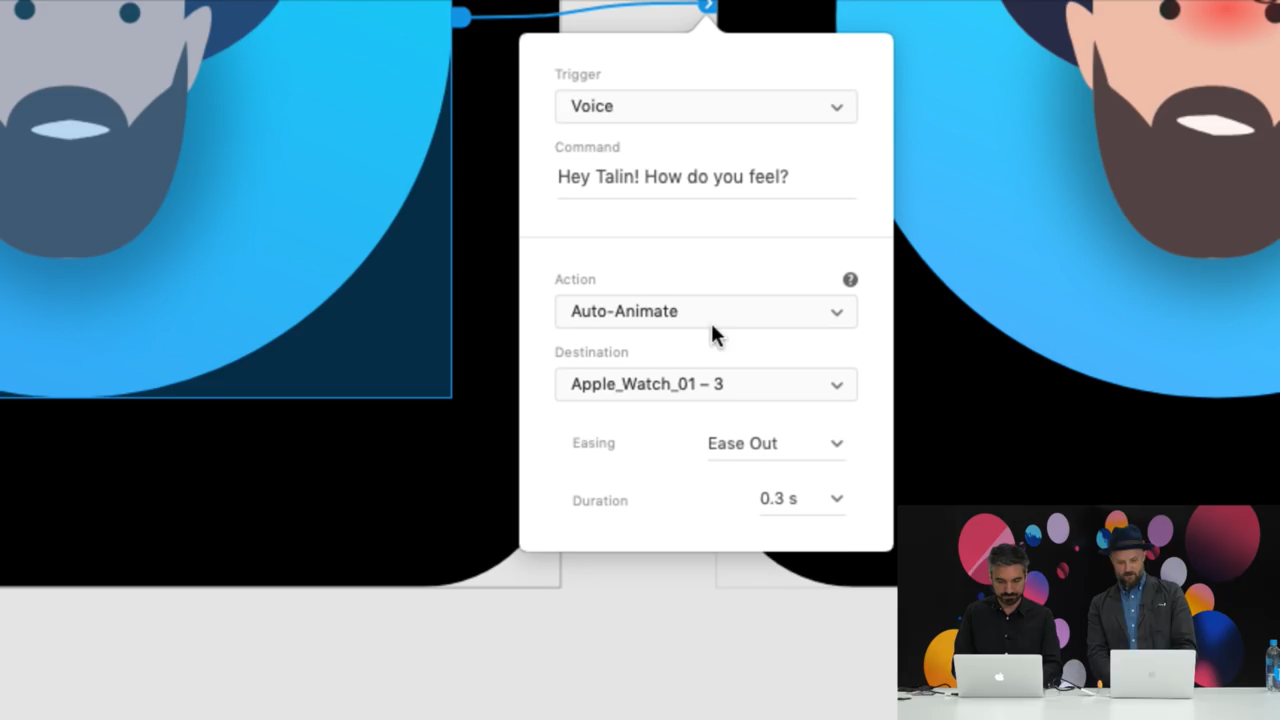 Trigger
Voice
Command
Hey Talin! How do you feel?
Action
?
Auto-Animate
Destination
Apple_Watch_01 – 3
Easing
Ease Out
Duration
0.3 s